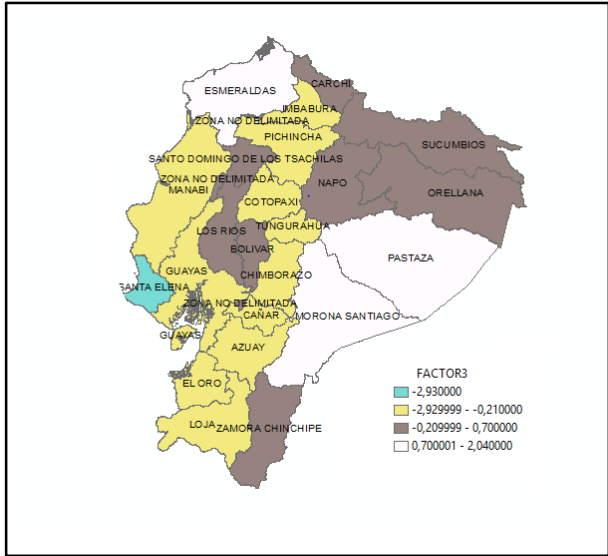 CARCHI
ESMERALDAS
IMBABURA
ZONA NO DELIMITADA
PICHINCHA
SUCUMBIOS
SANTO DOMINGO DE LOS TSACHILAS
ZONA NO DELIMITADA
NAPO
MANABI
ORELLANA
COTOPAXI
TUNGURAHUA
LOS RIOS
BOLIVAR
PASTAZA
GUAYAS
CHIMBORAZO
SANTA ELENA
ZONA NO DELIMITADA
CAÑAR
MORONA SANTIAGO
GUAYAS
AZUAY
EL ORO
LOJA
ZAMORA CHINCHIPE
FACTOR3
-2,930000
-2,929999 - -0,210000
-0,209999 - 0,700000
0,700001 - 2,040000